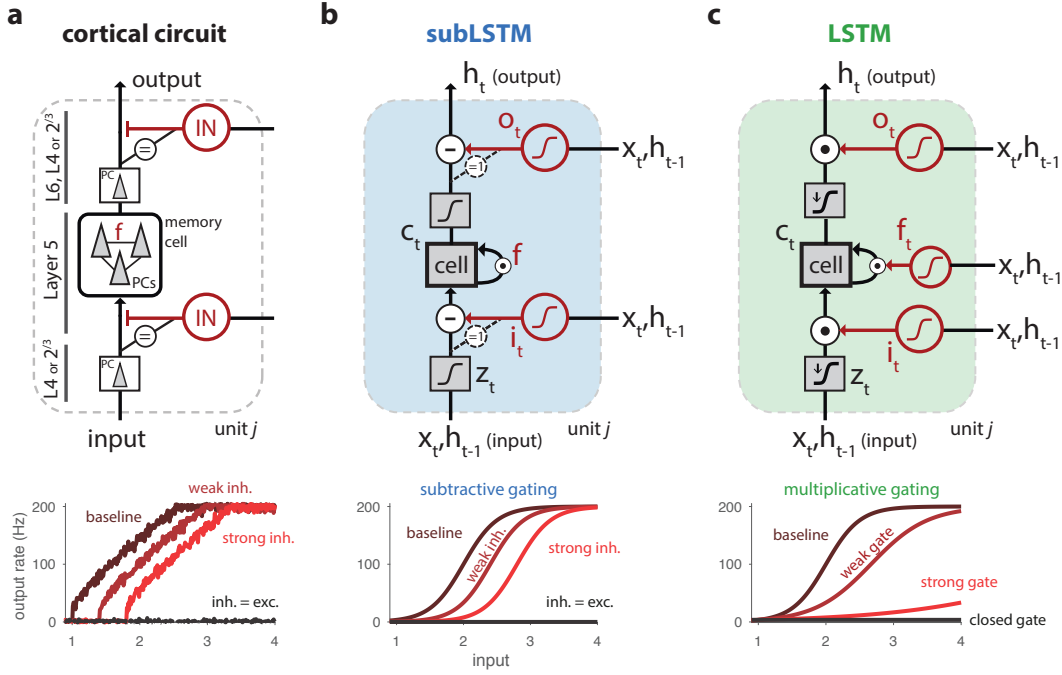 a
cortical circuit
output
IN
=
L6, L4 or 2/3
PC
memory
cell
f
PCs
Layer 5
IN
=
L4 or 2/3
PC
input
unit j
b
subLSTM
h_t (output)
o_t
−
=1
x_t,h_t-1
c_t
cell
f
−
=1
i_t
x_t,h_t-1
z_t
x_t,h_t-1 (input)
unit j
c
LSTM
h_t (output)
o_t
x_t,h_t-1
c_t
cell
f_t
x_t,h_t-1
i_t
x_t,h_t-1
z_t
x_t,h_t-1 (input)
unit j
output rate (Hz)
200
100
0
weak inh.
baseline
strong inh.
inh. = exc.
1 2 3 4
subtractive gating
200
100
0
baseline
weak inh.
strong inh.
inh. = exc.
1 2 3 4
input
multiplicative gating
200
100
0
baseline
weak gate
strong gate
closed gate
1 2 3 4